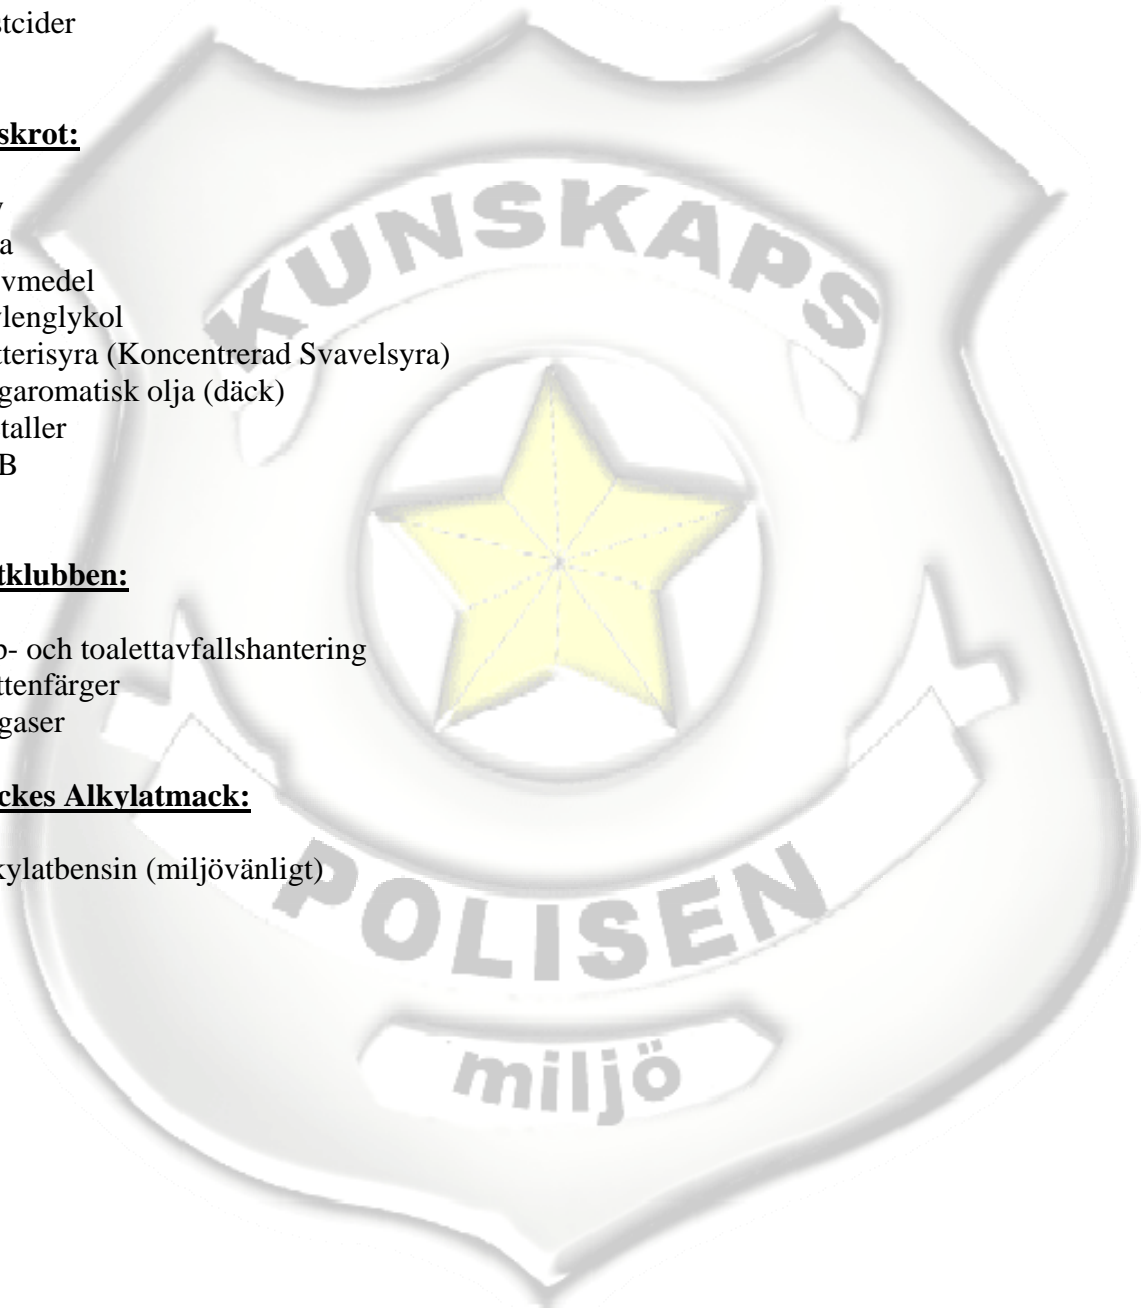 stcider
skrot:
a
vmedel
ylenglykol
tterisyra (Koncentrerad Svavelsyra)
garomatisk olja (däck)
taller
B
tklubben:
p- och toalettavfallshantering
ttenfärger
gaser
ckes Alkylatmack:
kylatbensin (miljövänligt)
KUNSKAPS
POLISEN
miljö